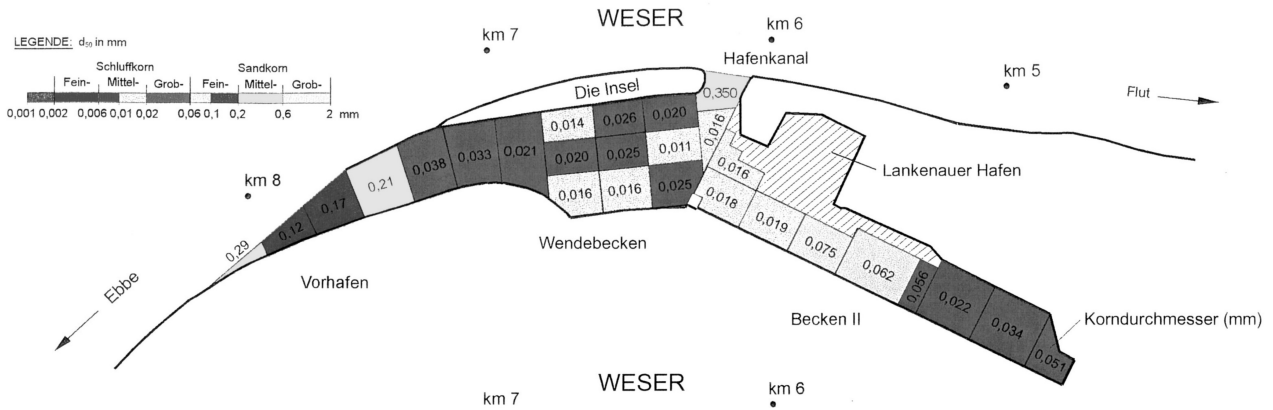 WESER
LEGENDE: d₅₀ in mm
Schluffkorn Sandkorn
Fein- Mittel- Grob- Fein- Mittel- Grob-
0,001 0,002 0,006 0,01 0,02 0,06 0,1 0,2 0,6 2 mm
km 7
km 6
Hafenkanal
km 5
Flut
Die Insel
0,350
0,014 0,026 0,020
0,016
0,038 0,033 0,021
0,020 0,025 0,011
0,016
Lankenauer Hafen
km 8
0,21
0,17
0,12
0,29
0,016 0,016 0,025
0,018 0,019 0,075 0,062 0,056 0,022 0,034 0,051
Wendebecken
Vorhafen
Ebbe
Becken II
Korndurchmesser (mm)
WESER
km 7
km 6